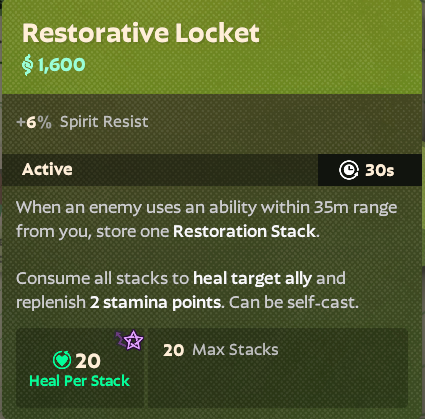 Restorative Locket
1,600
+6% Spirit Resist
Active 30s
When an enemy uses an ability within 35m range
from you, store one Restoration Stack.
Consume all stacks to heal target ally and
replenish 2 stamina points. Can be self-cast.
20
Heal Per Stack
20 Max Stacks